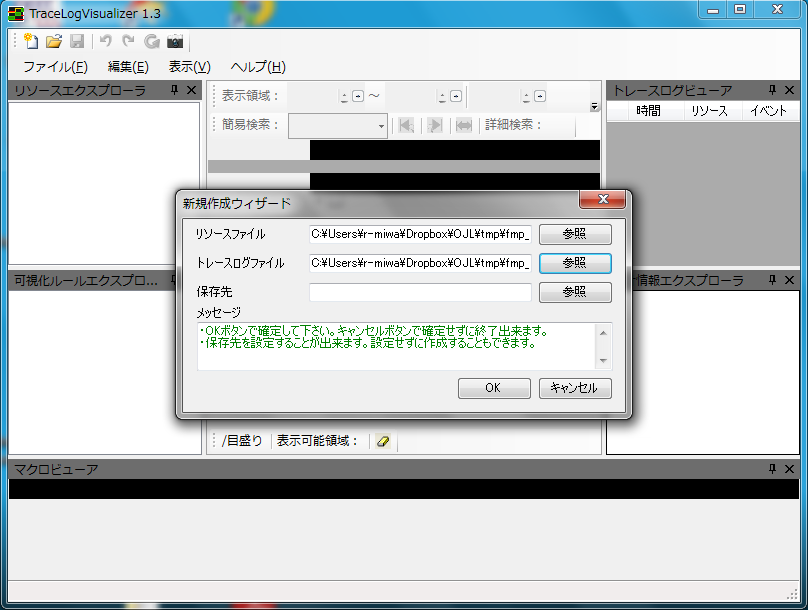 TraceLogVisualizer 1.3
ファイル(F) 編集(E) 表示(V) ヘルプ(H)
リソースエクスプローラ
表示領域： ～
簡易検索： 詳細検索：
トレースログビューア
時間 リソース イベント
新規作成ウィザード
リソースファイル C:¥Users¥r-miwa¥Dropbox¥OJL¥tmp¥fmp_ 参照
トレースログファイル C:¥Users¥r-miwa¥Dropbox¥OJL¥tmp¥fmp_ 参照
保存先 参照
メッセージ
・OKボタンで確定して下さい。キャンセルボタンで確定せずに終了出来ます。
・保存先を設定することが出来ます。設定せずに作成することもできます。
OK キャンセル
可視化ルールエクスプロ...
情報エクスプローラ
/目盛り 表示可能領域：
マクロビューア